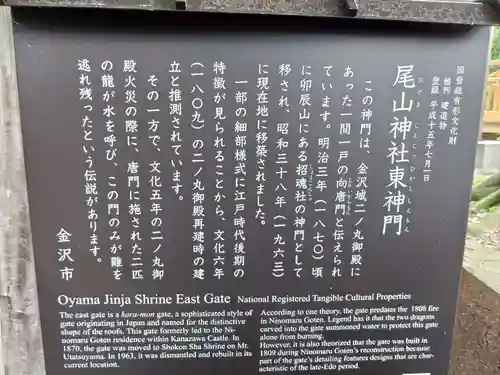 国登録有形文化財
種別 建造物
登録 平成十五年七月一日
尾山神社東神門
おやまじんじゃひがししんもん
この神門は、金沢城二ノ丸御殿に
あった一間一戸の向唐門と伝えられ
ています。明治三年（一八七〇）頃
に卯辰山にある招魂社の神門として
移され、昭和三十八年（一九六三）
に現在地に移築されました。
一部の細部様式に江戸時代後期の
特徴が見られることから、文化六年
（一八〇九）の二ノ丸御殿再建時の建
立と推測されています。
その一方で、文化五年の二ノ丸御
殿火災の際に、唐門に施された二匹
の龍が水を呼び、この門のみが難を
逃れ残ったという伝説があります。
金沢市
Oyama Jinja Shrine East Gate National Registered Tangible Cultural Properties
The east gate is a kara-mon gate, a sophisticated style of
gate originating in Japan and named for the distinctive
shape of the roofs. This gate formerly led to the Ni-
nomaru Goten residence within Kanazawa Castle. In
1870, the gate was moved to Shokon Sha Shrine on Mt.
Utatsuyama. In 1963, it was dismantled and rebuilt in its
current location.
According to one theory, the gate predates the 1808 fire
in Ninomaru Goten. Legend has it that the two dragons
carved into the gate summoned water to protect this gate
alone from burning.
However, it is also theorized that the gate was built in
1809 during Ninomaru Goten's reconstruction because
part of the gate's detailing features designs that are char-
acteristic of the late-Edo period.